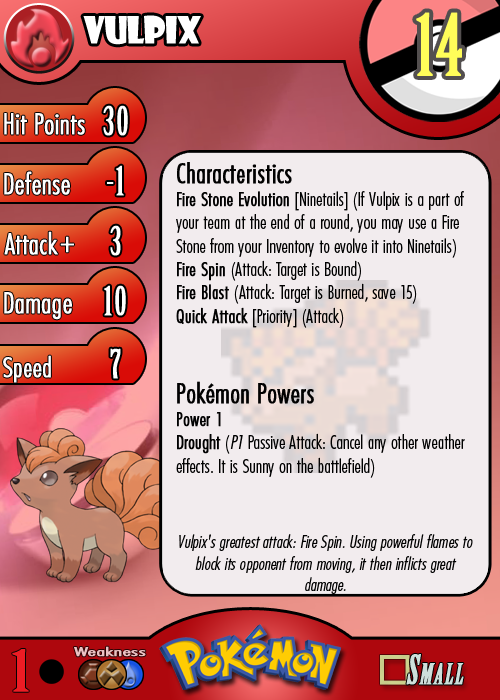 VULPIX
14
Hit Points 30
Defense -1
Attack+ 3
Damage 10
Speed 7
Characteristics
Fire Stone Evolution [Ninetails] (If Vulpix is a part of
your team at the end of a round, you may use a Fire
Stone from your Inventory to evolve it into Ninetails)
Fire Spin (Attack: Target is Bound)
Fire Blast (Attack: Target is Burned, save 15)
Quick Attack [Priority] (Attack)
Pokémon Powers
Power 1
Drought (P1 Passive Attack: Cancel any other weather
effects. It is Sunny on the battlefield)
Vulpix's greatest attack: Fire Spin. Using powerful flames to
block its opponent from moving, it then inflicts great
damage.
1
Weakness
POKéMON
SMALL